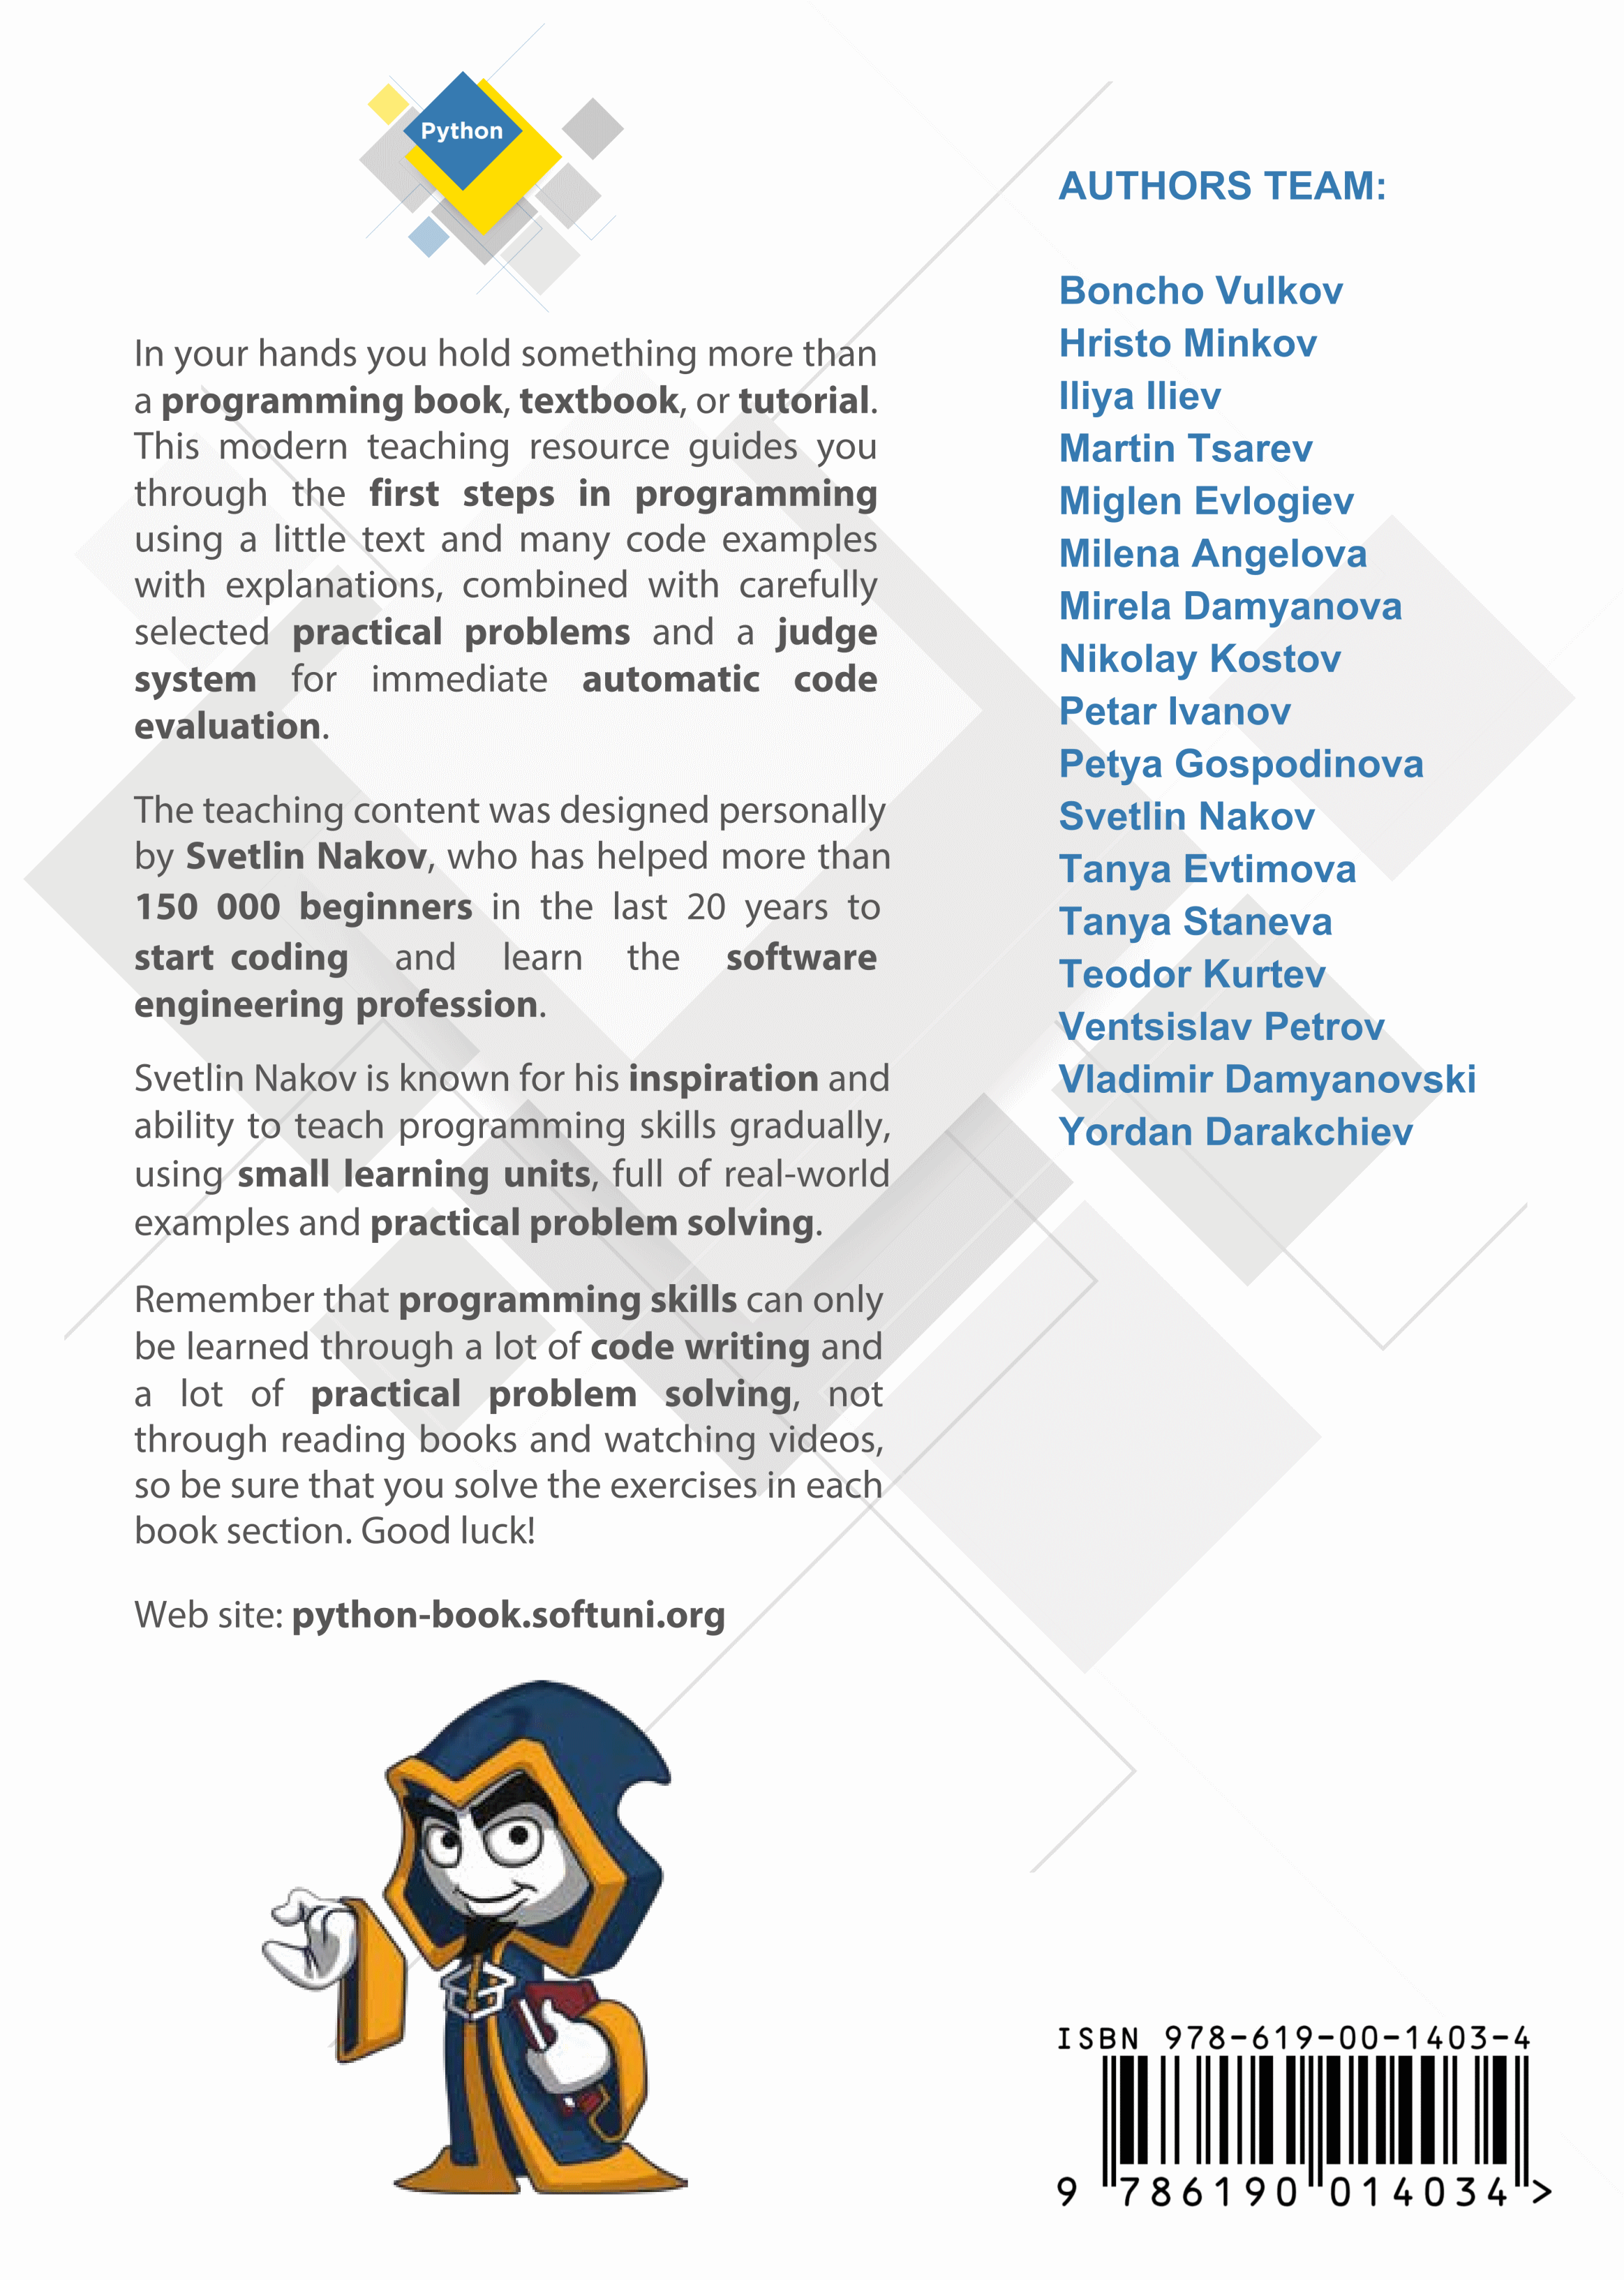 Python
In your hands you hold something more than
a programming book, textbook, or tutorial.
This modern teaching resource guides you
through the first steps in programming
using a little text and many code examples
with explanations, combined with carefully
selected practical problems and a judge
system for immediate automatic code
evaluation.
The teaching content was designed personally
by Svetlin Nakov, who has helped more than
150 000 beginners in the last 20 years to
start coding and learn the software
engineering profession.
Svetlin Nakov is known for his inspiration and
ability to teach programming skills gradually,
using small learning units, full of real-world
examples and practical problem solving.
Remember that programming skills can only
be learned through a lot of code writing and
a lot of practical problem solving, not
through reading books and watching videos,
so be sure that you solve the exercises in each
book section. Good luck!
Web site: python-book.softuni.org
AUTHORS TEAM:
Boncho Vulkov
Hristo Minkov
Iliya Iliev
Martin Tsarev
Miglen Evlogiev
Milena Angelova
Mirela Damyanova
Nikolay Kostov
Petar Ivanov
Petya Gospodinova
Svetlin Nakov
Tanya Evtimova
Tanya Staneva
Teodor Kurtev
Ventsislav Petrov
Vladimir Damyanovski
Yordan Darakchiev
ISBN 978-619-00-1403-4
9 786190 014034 >